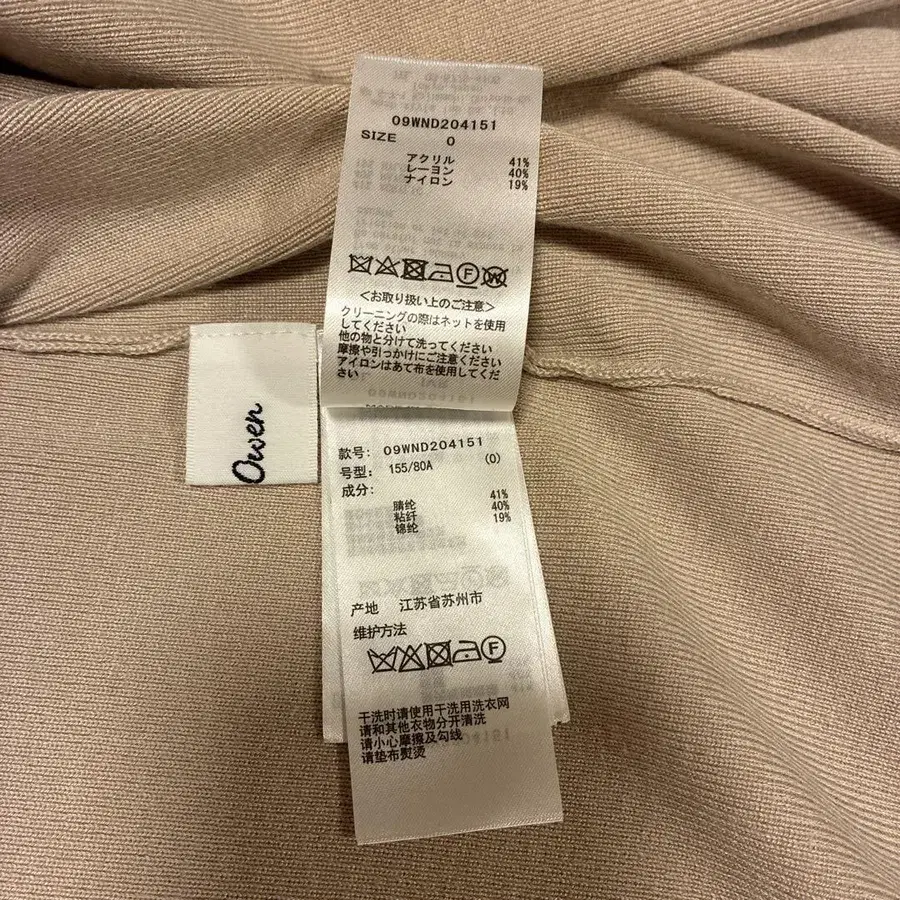 09WND204151
SIZE 0
アクリル 41%
レーヨン 40%
ナイロン 19%
F W
<お取り扱い上のご注意>
クリーニングの際はネットを使用
してください
他の物と分けて洗ってください
摩擦や引っかけにご注意ください
アイロンはあて布を使用してくだ
さい
Owen
款号: 09WND204151
号型: 155/80A (0)
成分:
腈纶 41%
粘纤 40%
锦纶 19%
产地 江苏省苏州市
维护方法
F
干洗时请使用干洗用洗衣网
请和其他衣物分开清洗
请小心摩擦及勾线
请垫布熨烫